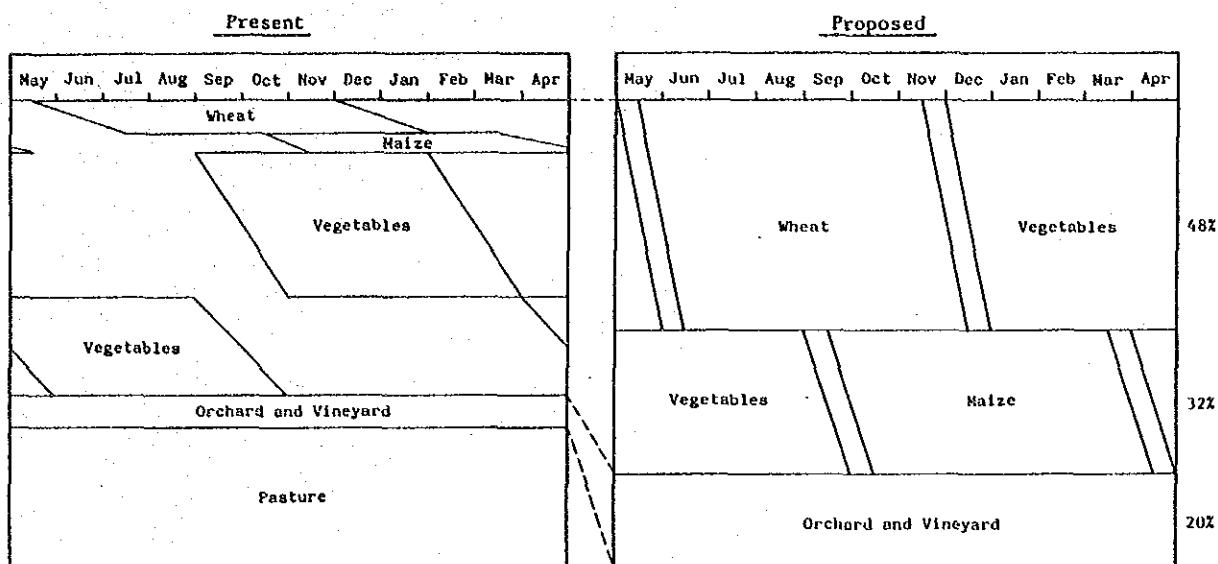 Present
May Jun Jul Aug Sep Oct Nov Dec Jan Feb Mar Apr
Wheat
Maize
Vegetables
Vegetables
Orchard and Vineyard
Pasture
Proposed
May Jun Jul Aug Sep Oct Nov Dec Jan Feb Mar Apr
Wheat
Vegetables
48%
Vegetables
Maize
32%
Orchard and Vineyard
20%